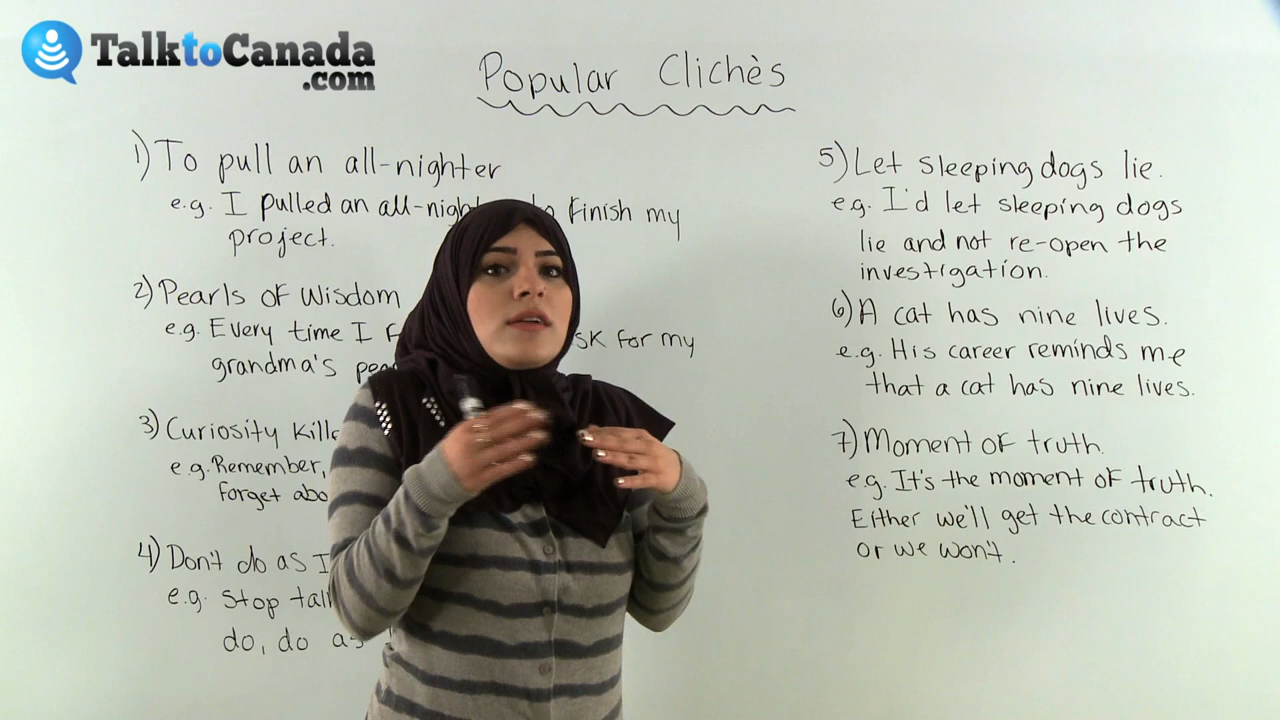 TalktoCanada
.com
Popular Clichès
1) To pull an all-nighter
e.g. I pulled an all-nigh to finish my
project.
2) Pearls of wisdom
e.g. Every time I for my
grandma's
3) Curiosity
e.g. Remember,
forget
4) Don't do as I
e.g. Stop
do, do as
5) Let sleeping dogs lie.
e.g. I'd let sleeping dogs
lie and not re-open the
investigation.
6) A cat has nine lives.
e.g. His career reminds me
that a cat has nine lives.
7) Moment of truth.
e.g. It's the moment of truth.
Either we'll get the contract
or we won't.